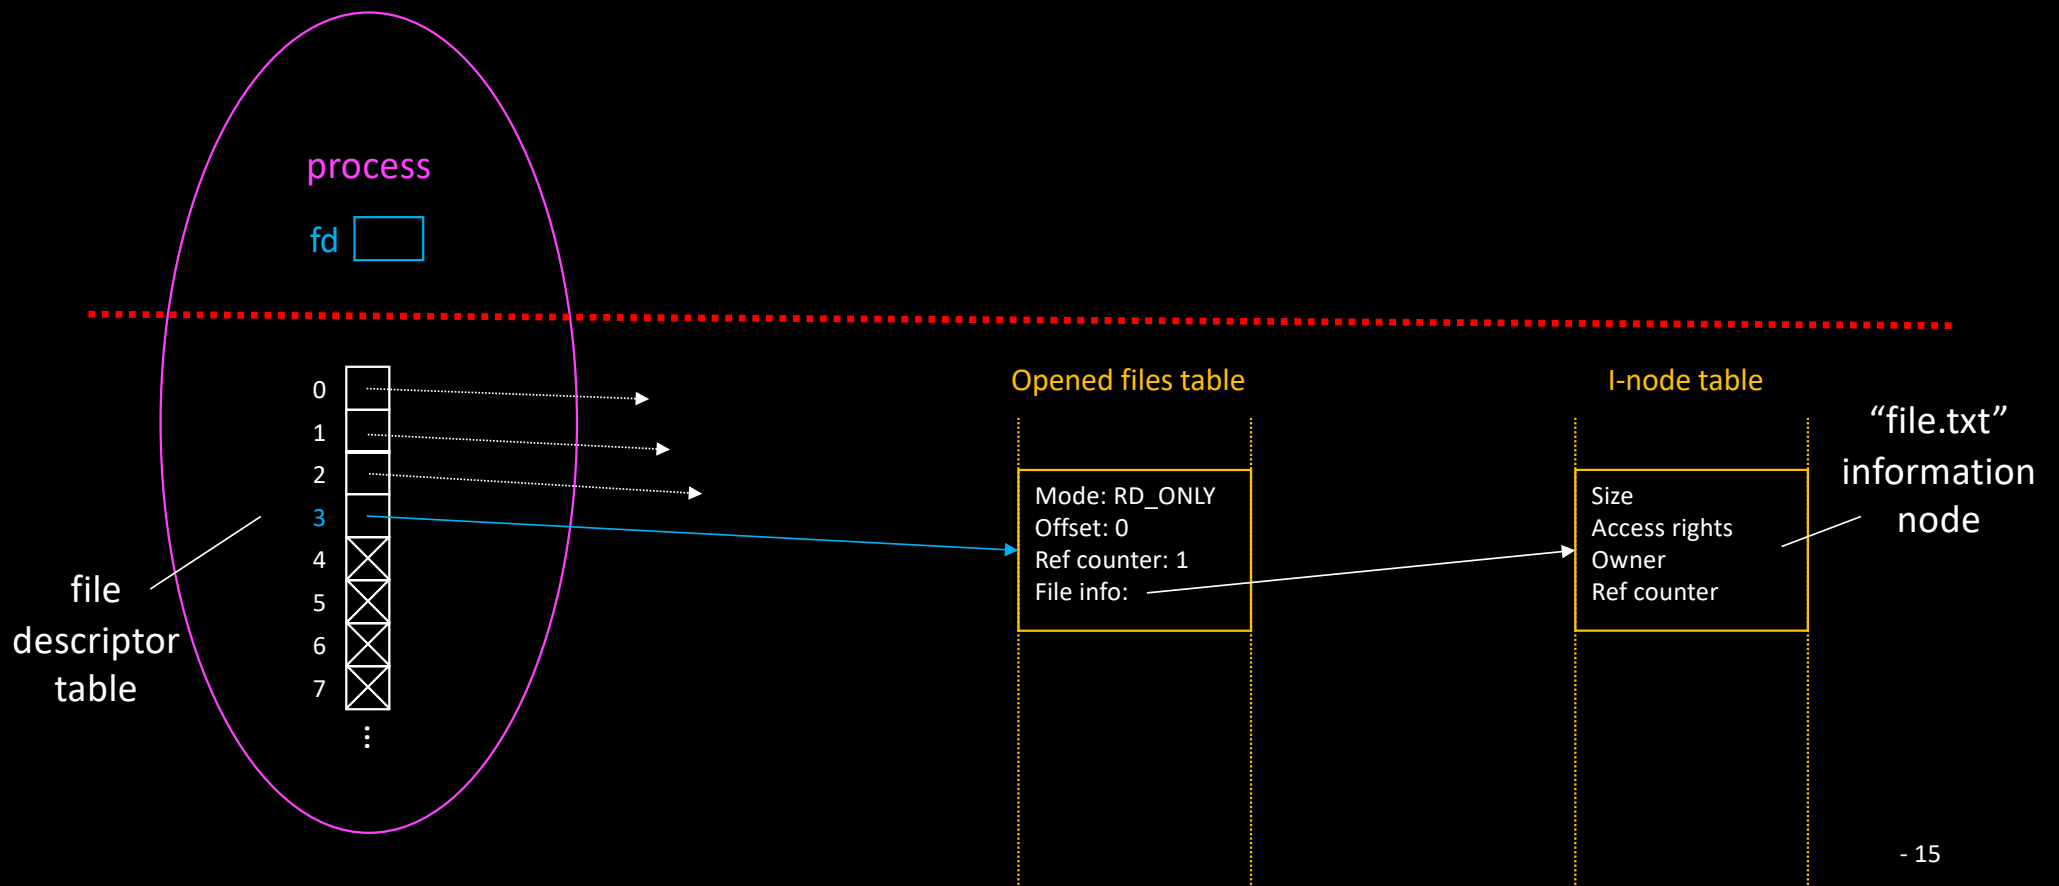 process
fd
Opened files table
I-node table
0
1
2
3
4
5
6
7
...
file
descriptor
table
Mode: RD_ONLY
Offset: 0
Ref counter: 1
File info:
Size
Access rights
Owner
Ref counter
“file.txt”
information
node
- 15